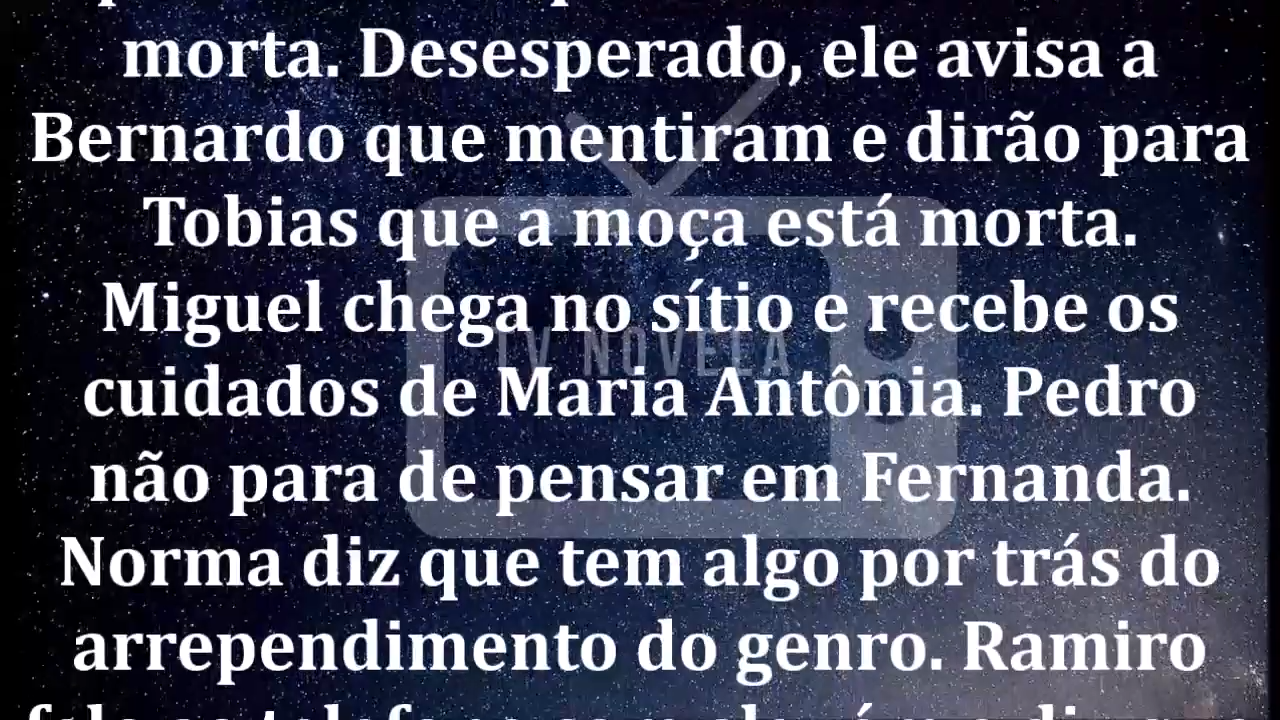 morta. Desesperado, ele avisa a
Bernardo que mentiram e dirão para
Tobias que a moça está morta.
Miguel chega no sítio e recebe os
TV NOVELA
cuidados de Maria Antônia. Pedro
não para de pensar em Fernanda.
Norma diz que tem algo por trás do
arrependimento do genro. Ramiro